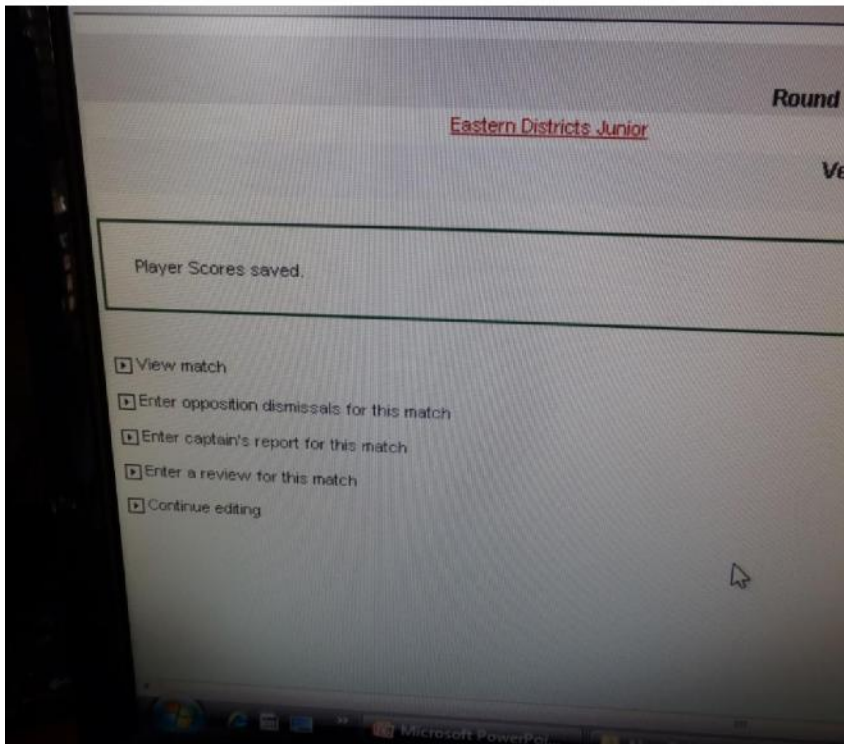 Round
Eastern Districts Junior
Ve
Player Scores saved.
View match
Enter opposition dismissals for this match
Enter captain's report for this match
Enter a review for this match
Continue editing
Microsoft PowerPoi...